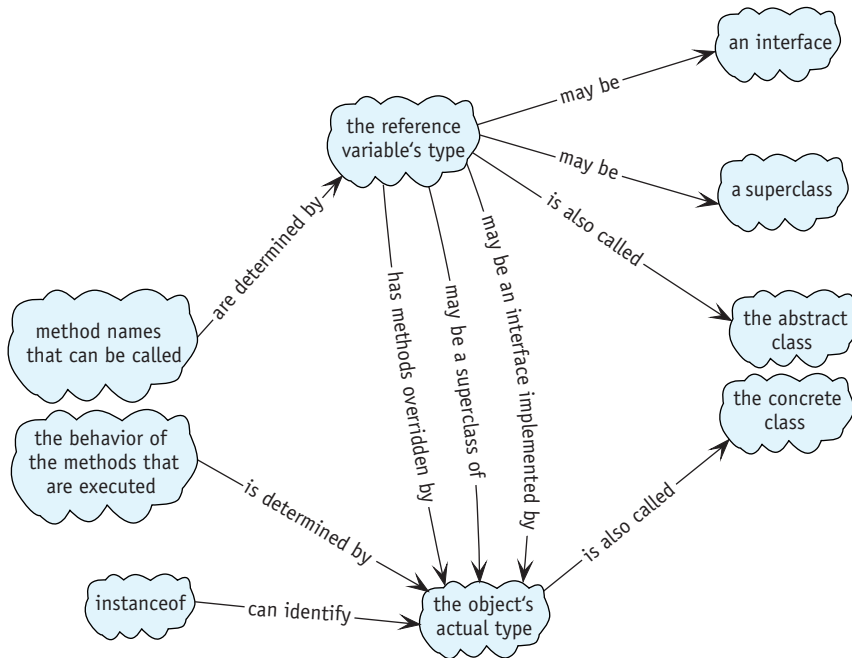 an interface
may be
the reference
variable‘s type
may be
a superclass
is also called
are determined by
has methods overridden by
may be a superclass of
may be an interface implemented by
method names
that can be called
the abstract
class
the concrete
class
the behavior of
the methods that
are executed
is determined by
is also called
instanceof
can identify
the object‘s
actual type